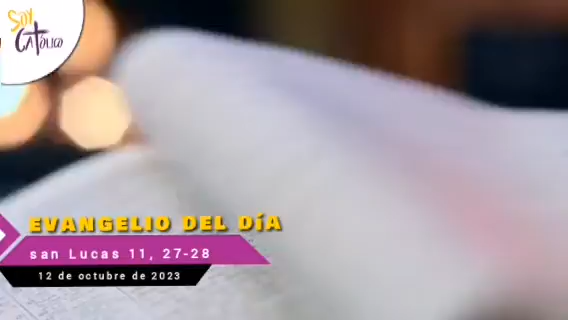 SOY
CATÓLICO
EVANGELIO DEL DíA
san Lucas 11, 27-28
12 de octubre de 2023